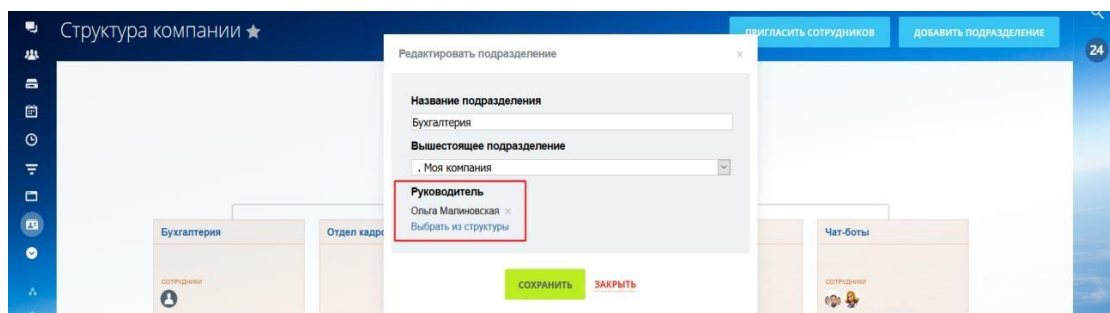 Структура компании
ПРИГЛАСИТЬ СОТРУДНИКОВ
ДОБАВИТЬ ПОДРАЗДЕЛЕНИЕ
24
Редактировать подразделение
Название подразделения
Бухгалтерия
Вышестоящее подразделение
. Моя компания
Руководитель
Ольга Малиновская ×
Выбрать из структуры
Бухгалтерия
Отдел кадро
Чат-боты
СОТРУДНИКИ
СОТРУДНИКИ
СОХРАНИТЬ
ЗАКРЫТЬ